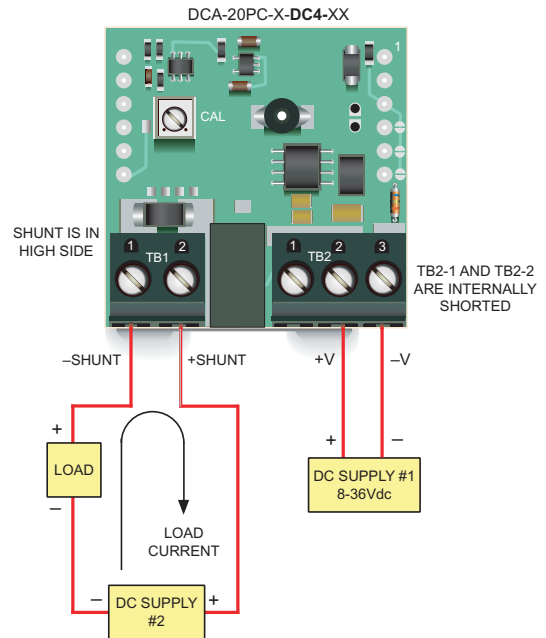 DCA-20PC-X-DC4-XX
1
CAL
SHUNT IS IN
HIGH SIDE
1 2
TB1
1 2 3
TB2
TB2-1 AND TB2-2
ARE INTERNALLY
SHORTED
–SHUNT
+SHUNT
+V
–V
+
LOAD
–
LOAD
CURRENT
+ –
DC SUPPLY #1
8-36Vdc
– DC SUPPLY +
#2